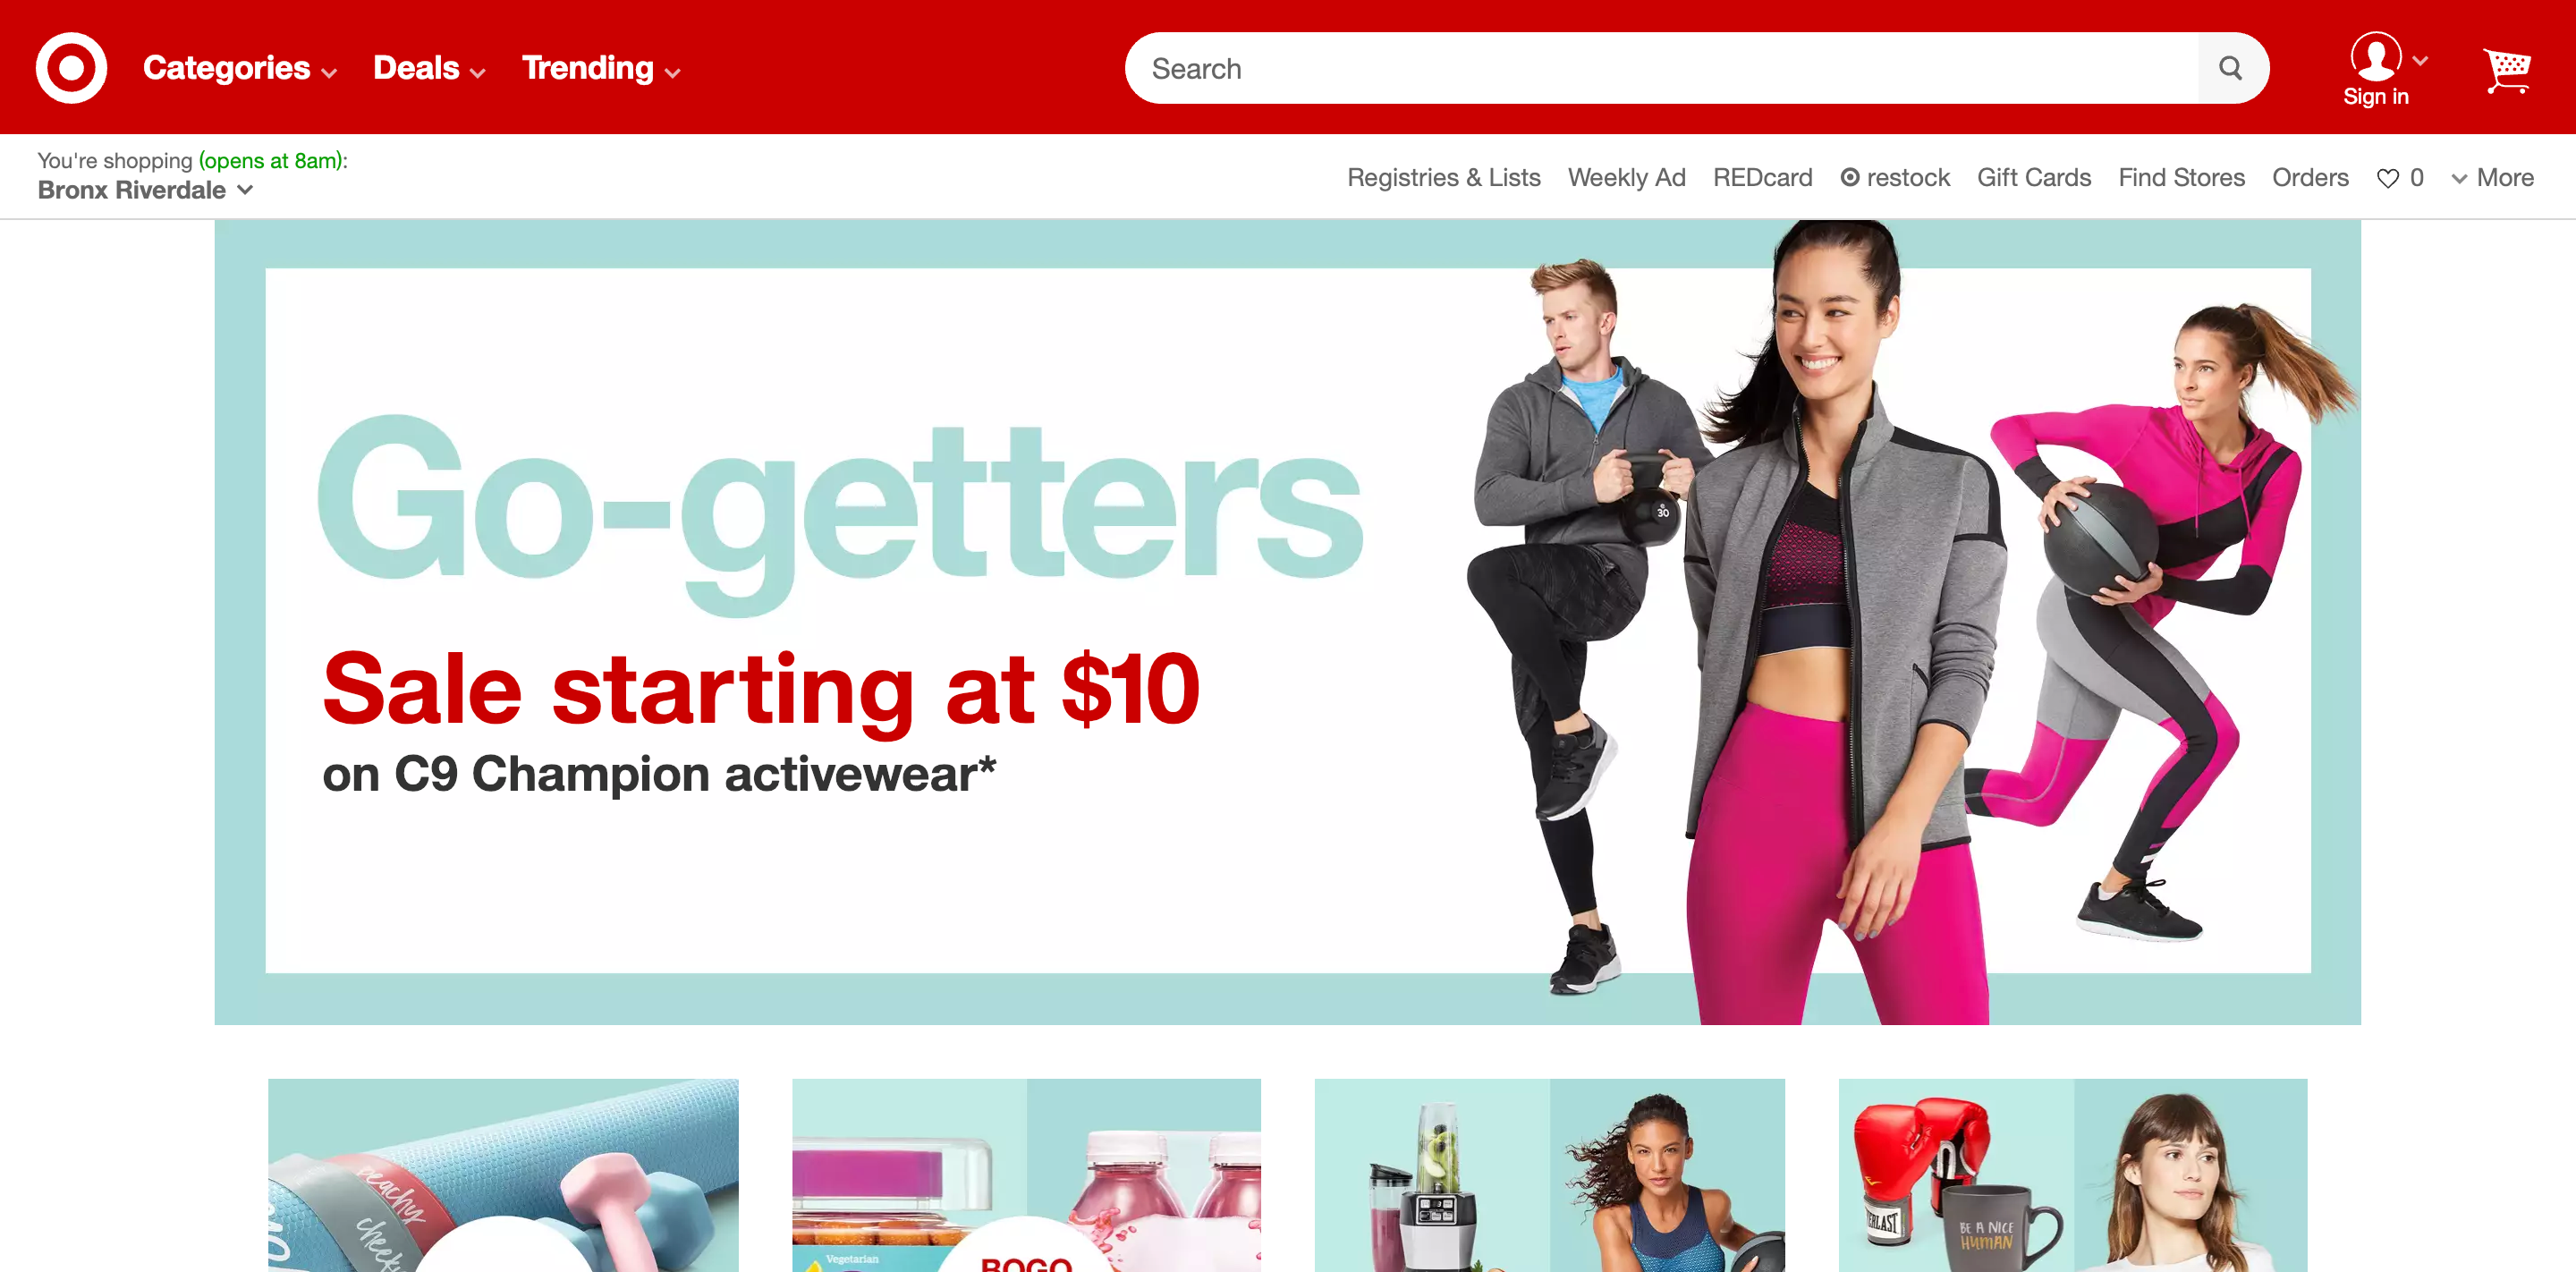 Categories
Deals
Trending
Search
Sign in
You're shopping (opens at 8am):
Bronx Riverdale
Registries & Lists
Weekly Ad
REDcard
restock
Gift Cards
Find Stores
Orders
0
More
Go-getters
Sale starting at $10
on C9 Champion activewear*
30
peachy
cheeky
Vegetarian
BOGO
BE A NICE
HUMAN